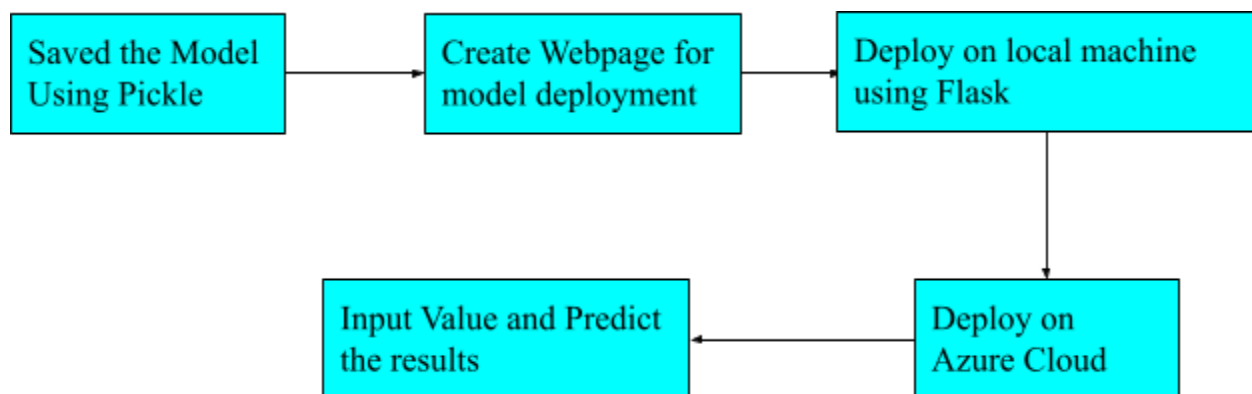 Saved the Model
Using Pickle
Create Webpage for
model deployment
Deploy on local machine
using Flask
Deploy on
Azure Cloud
Input Value and Predict
the results